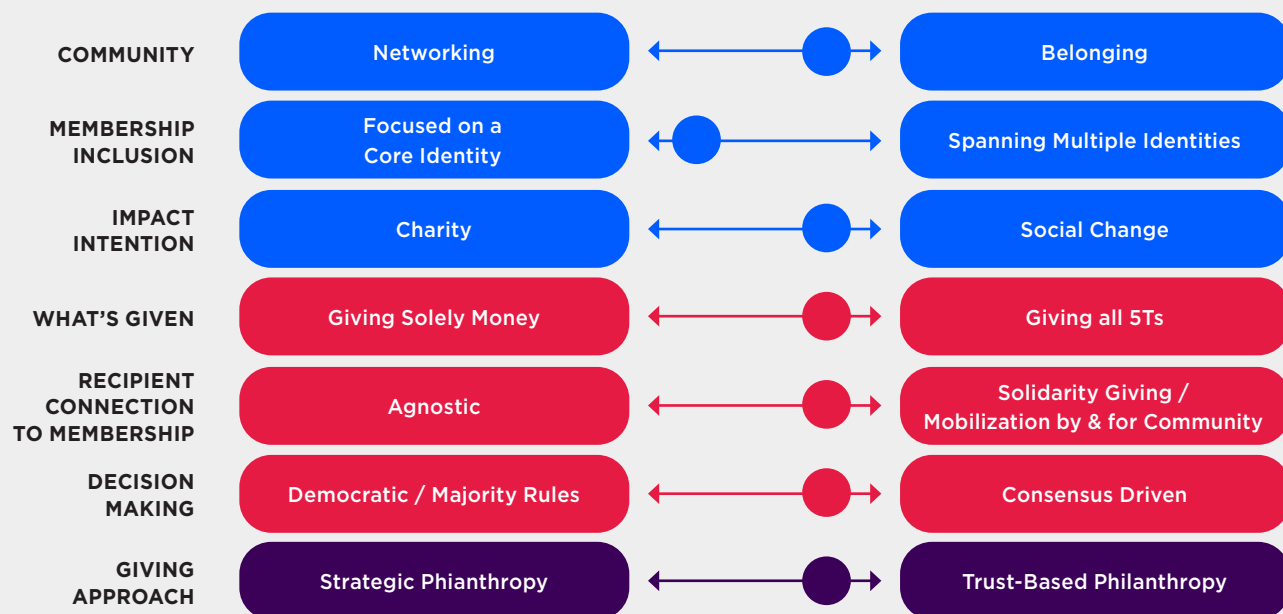 COMMUNITY
Networking
Belonging
MEMBERSHIP
INCLUSION
Focused on a
Core Identity
Spanning Multiple Identities
IMPACT
INTENTION
Charity
Social Change
WHAT'S GIVEN
Giving Solely Money
Giving all 5Ts
RECIPIENT
CONNECTION
TO MEMBERSHIP
Agnostic
Solidarity Giving /
Mobilization by & for Community
DECISION
MAKING
Democratic / Majority Rules
Consensus Driven
GIVING
APPROACH
Strategic Phianthropy
Trust-Based Philanthropy